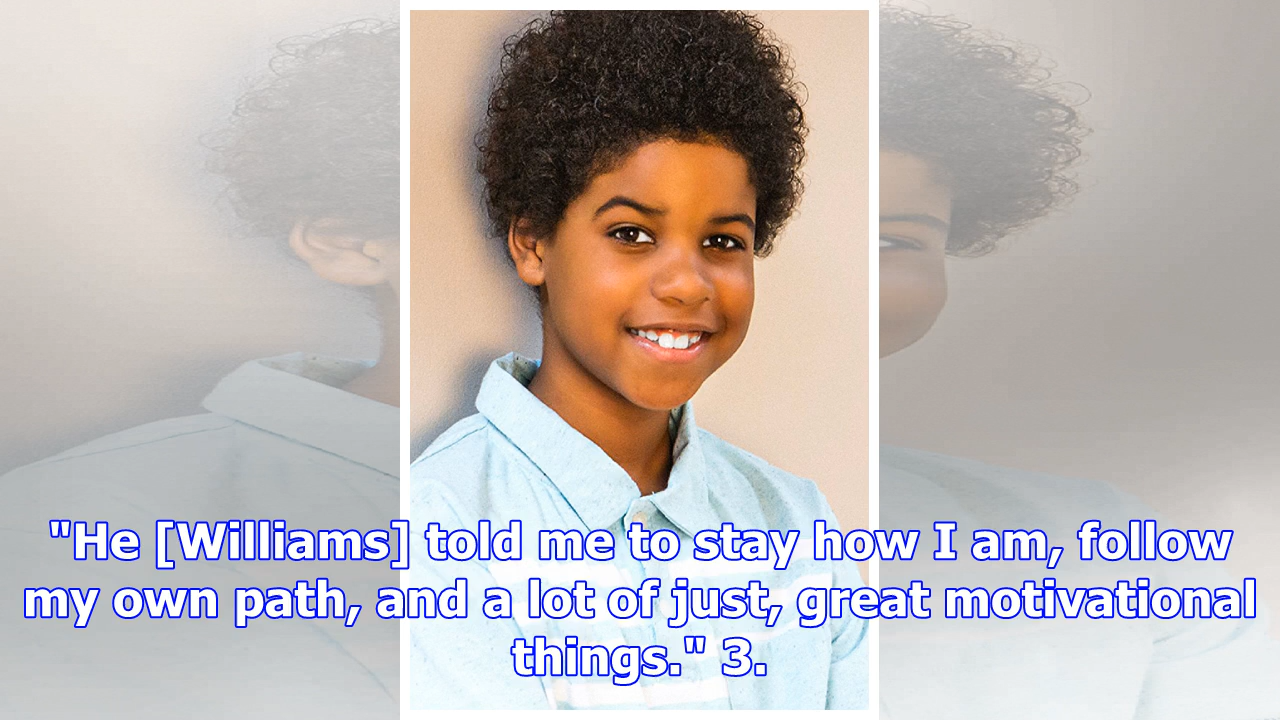 "He [Williams] told me to stay how I am, follow
my own path, and a lot of just, great motivational
things." 3.